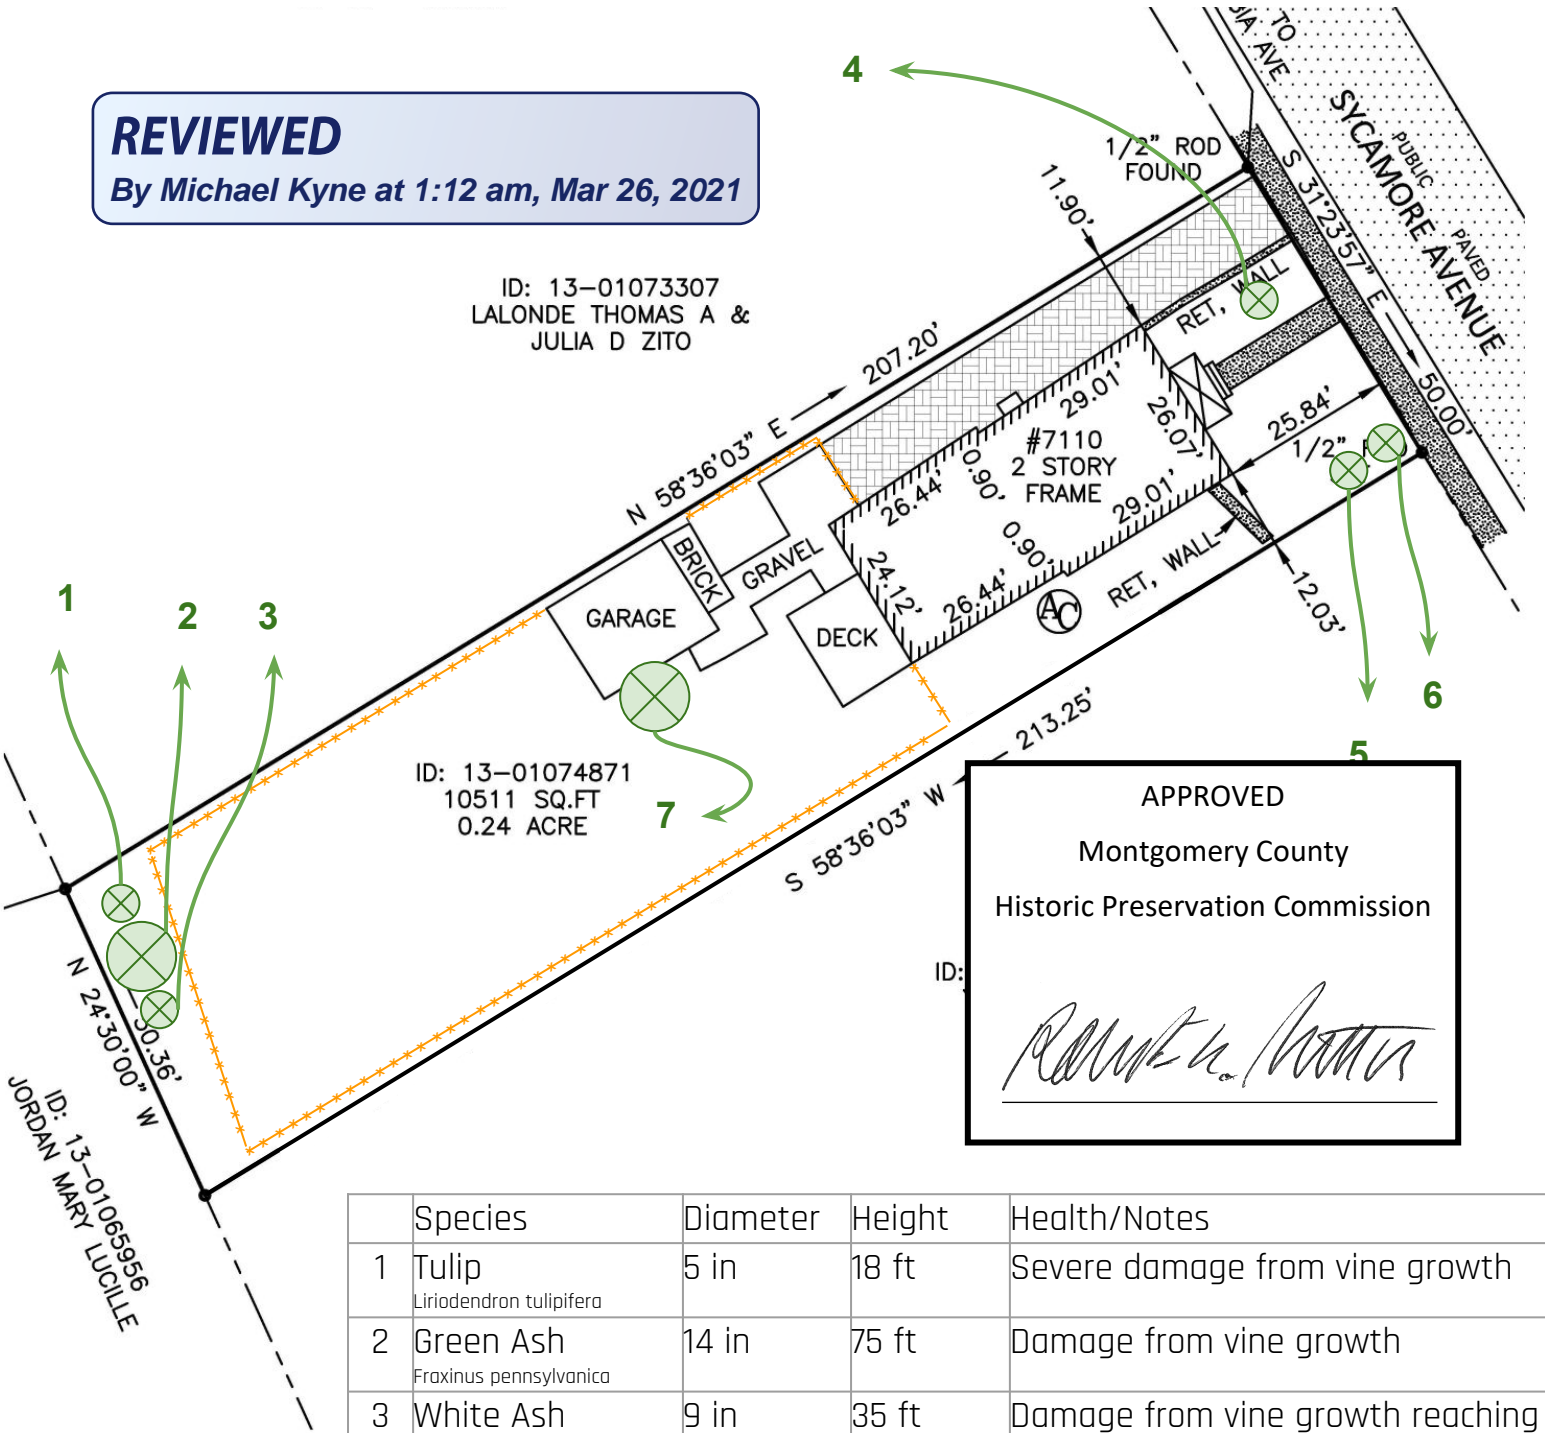 TO
4
REVIEWED
By Michael Kyne at 1:12 am, Mar 26, 2021
1/2” ROD
FOUND
PUBLIC
SYCAMORE AVENUE
PAVED
S 31°23’57” E
50.00’
11.90’
RET, WALL
ID: 13-01073307
LALONDE THOMAS A &
JULIA D ZITO
N 58°36’03” E
207.20’
29.01’
26.07’
25.84’
1/2”
#7110
2 STORY
FRAME
0.90’
26.44’
29.01’
0.90’
26.44’
24.12’
BRICK
GRAVEL
GARAGE
DECK
AC
RET, WALL
12.03’
1
2
3
6
5
7
ID: 13-01074871
10511 SQ.FT
0.24 ACRE
S 58°36’03” W
213.25’
APPROVED
Montgomery County
Historic Preservation Commission
ID:
N 24°30’00” W
50.36’
ID: 13-01065956
JORDAN MARY LUCILLE
Species Diameter Height Health/Notes
1 Tulip 5 in 18 ft Severe damage from vine growth
Liriodendron tulipifera
2 Green Ash 14 in 75 ft Damage from vine growth
Fraxinus pennsylvanica
3 White Ash 9 in 35 ft Damage from vine growth reaching